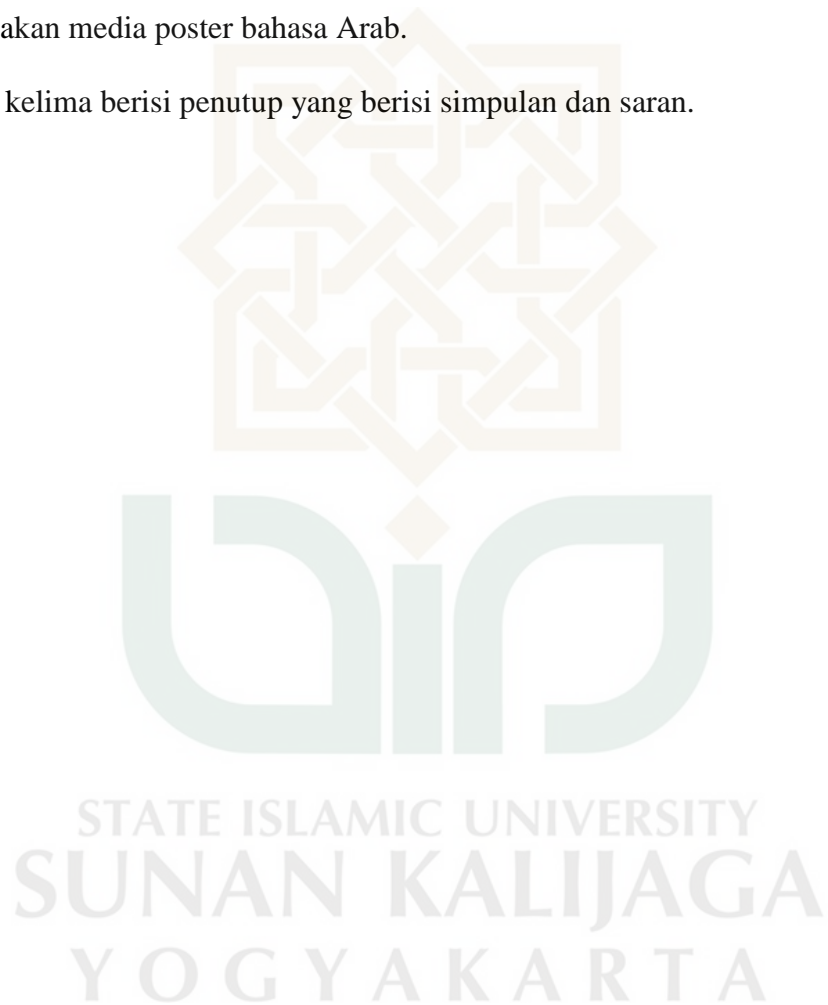 akan media poster bahasa Arab.
kelima berisi penutup yang berisi simpulan dan saran.
STATE ISLAMIC UNIVERSITY
SUNAN KALIJAGA
YOGYAKARTA